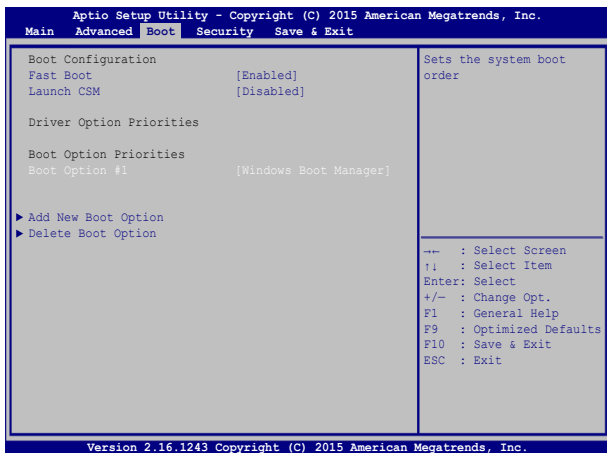 Aptio Setup Utility - Copyright (C) 2015 American Megatrends, Inc.
Main Advanced Boot Security Save & Exit
Boot Configuration
Fast Boot [Enabled]
Launch CSM [Disabled]
Driver Option Priorities
Boot Option Priorities
Boot Option #1 [Windows Boot Manager]
▶ Add New Boot Option
▶ Delete Boot Option
Sets the system boot
order
→← : Select Screen
↑↓ : Select Item
Enter: Select
+/— : Change Opt.
F1 : General Help
F9 : Optimized Defaults
F10 : Save & Exit
ESC : Exit
Version 2.16.1243 Copyright (C) 2015 American Megatrends, Inc.